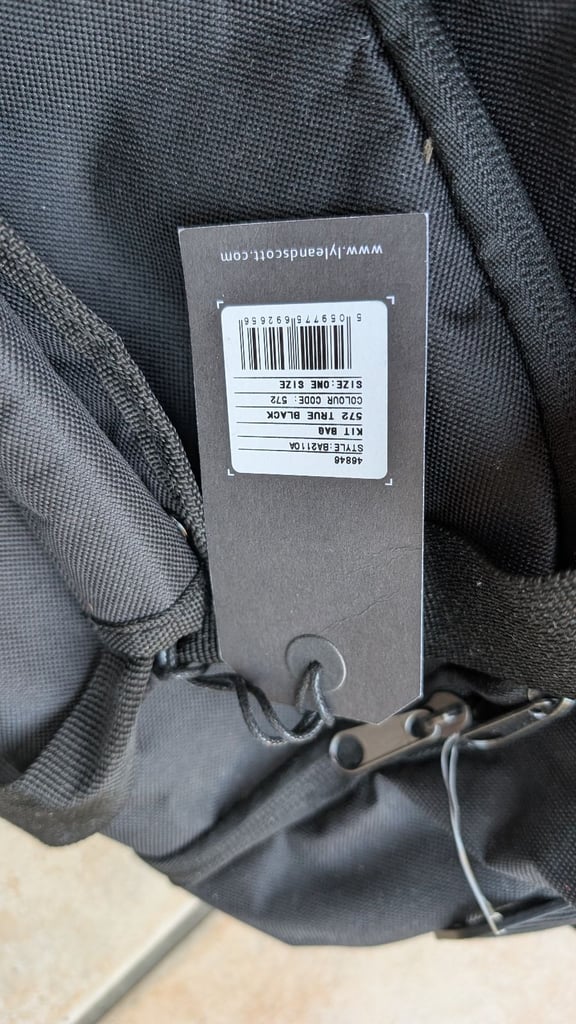 46846
STYLE:BA2110A
KIT BAG
572 TRUE BLACK
COLOUR CODE: 572
SIZE:ONE SIZE
5 059775 692656
www.lyleandscott.com